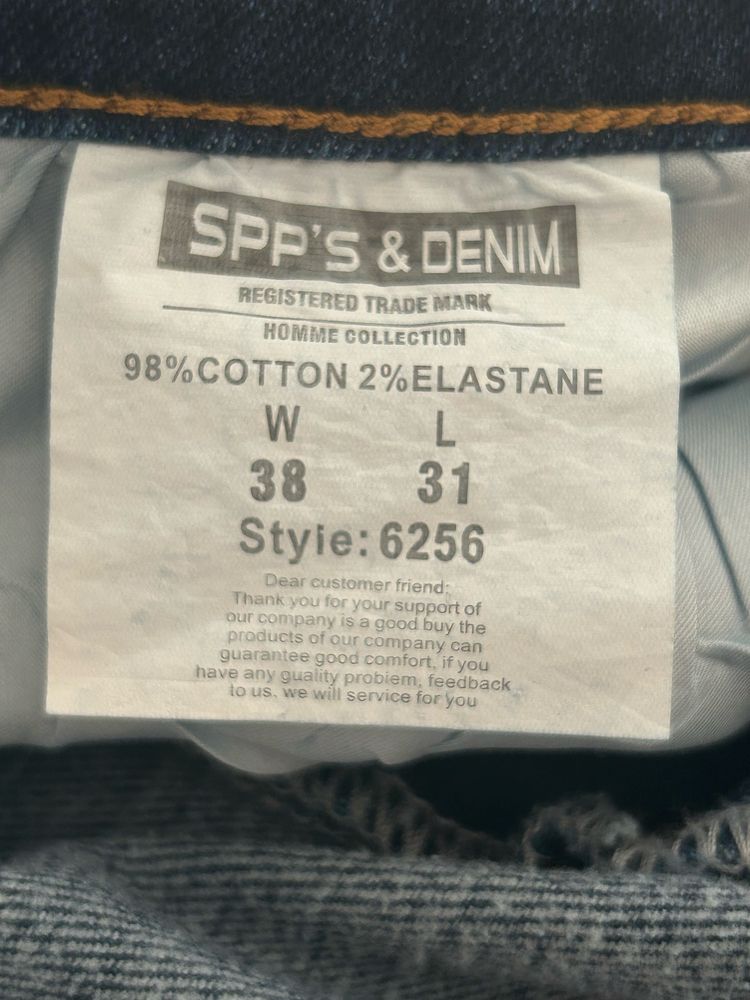 SPP'S & DENIM
REGISTERED TRADE MARK
HOMME COLLECTION
98%COTTON 2%ELASTANE
W L
38 31
Styie:6256
Dear customer friend:
Thank you for your support of
our company is a good buy the
products of our company can
guarantee good comfort, if you
have any guality problem, feedback
to us. we will service for you